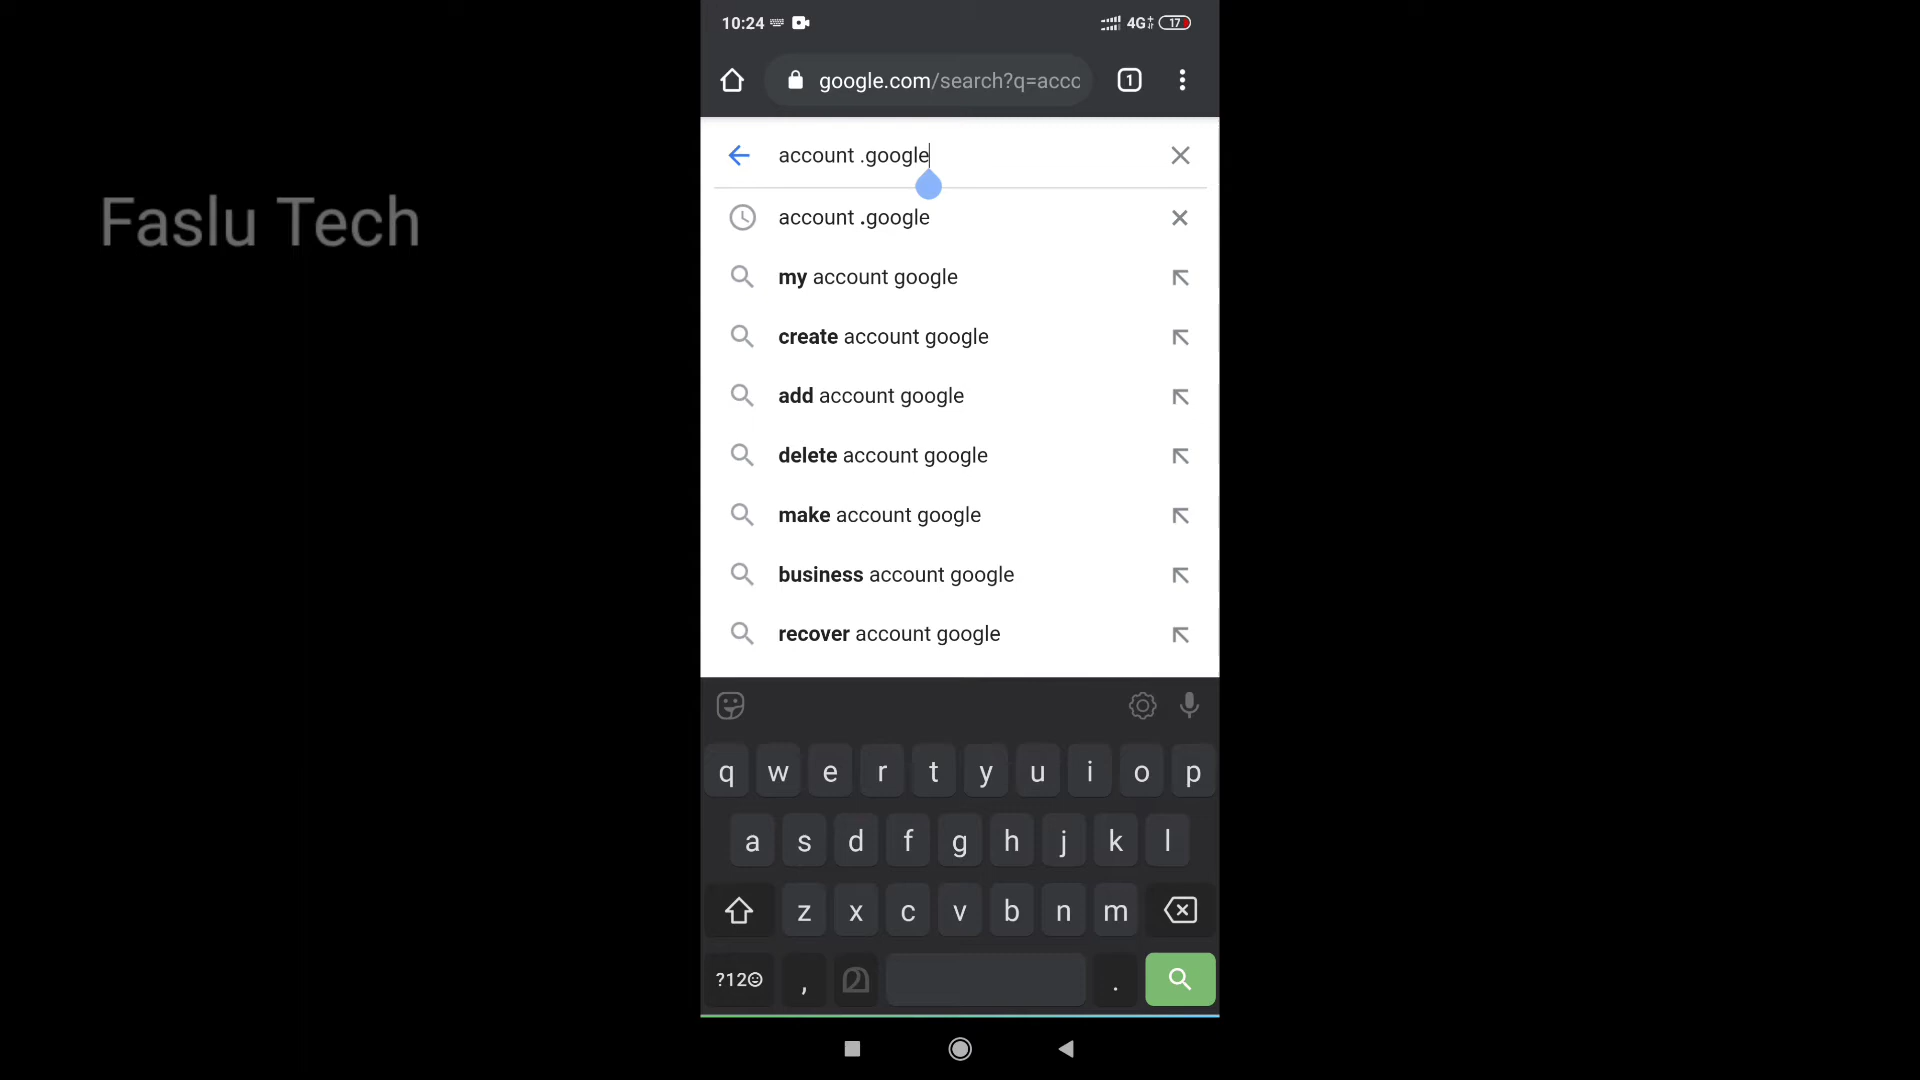 10:24
4G
17
google.com/search?q=acco
1
Faslu Tech
account .google
account .google
my account google
create account google
add account google
delete account google
make account google
business account google
recover account google
q w e r t y u i o p
a s d f g h j k l
z x c v b n m
?12 , മ .